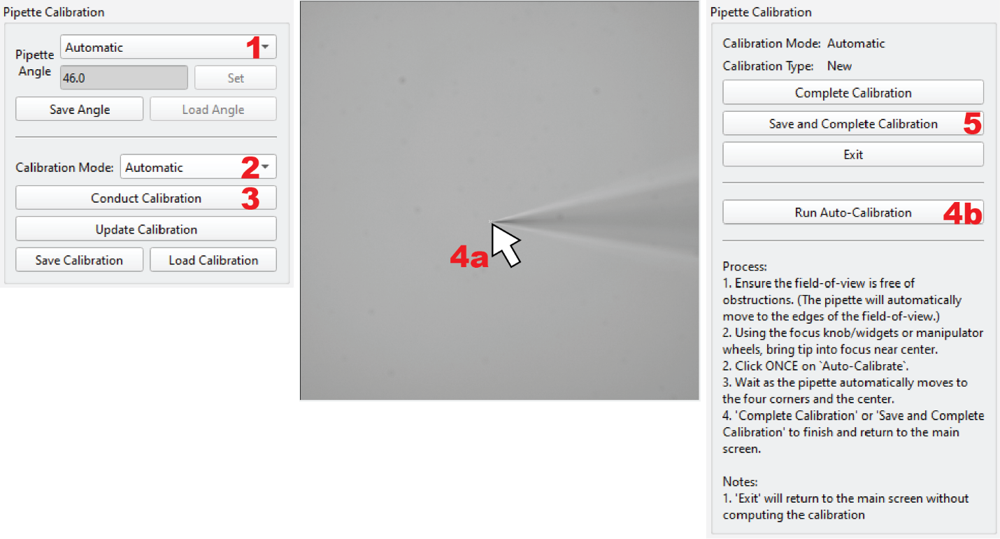 Pipette Calibration
Pipette
Angle
Automatic 1
46.0 Set
Save Angle Load Angle
Calibration Mode: Automatic 2
Conduct Calibration 3
Update Calibration
Save Calibration Load Calibration
4a
Pipette Calibration
Calibration Mode: Automatic
Calibration Type: New
Complete Calibration
Save and Complete Calibration 5
Exit
Run Auto-Calibration 4b
Process:
1. Ensure the field-of-view is free of
obstructions. (The pipette will automatically
move to the edges of the field-of-view.)
2. Using the focus knob/widgets or manipulator
wheels, bring tip into focus near center.
2. Click ONCE on `Auto-Calibrate`.
3. Wait as the pipette automatically moves to
the four corners and the center.
4. 'Complete Calibration' or 'Save and Complete
Calibration' to finish and return to the main
screen.
Notes:
1. 'Exit' will return to the main screen without
computing the calibration